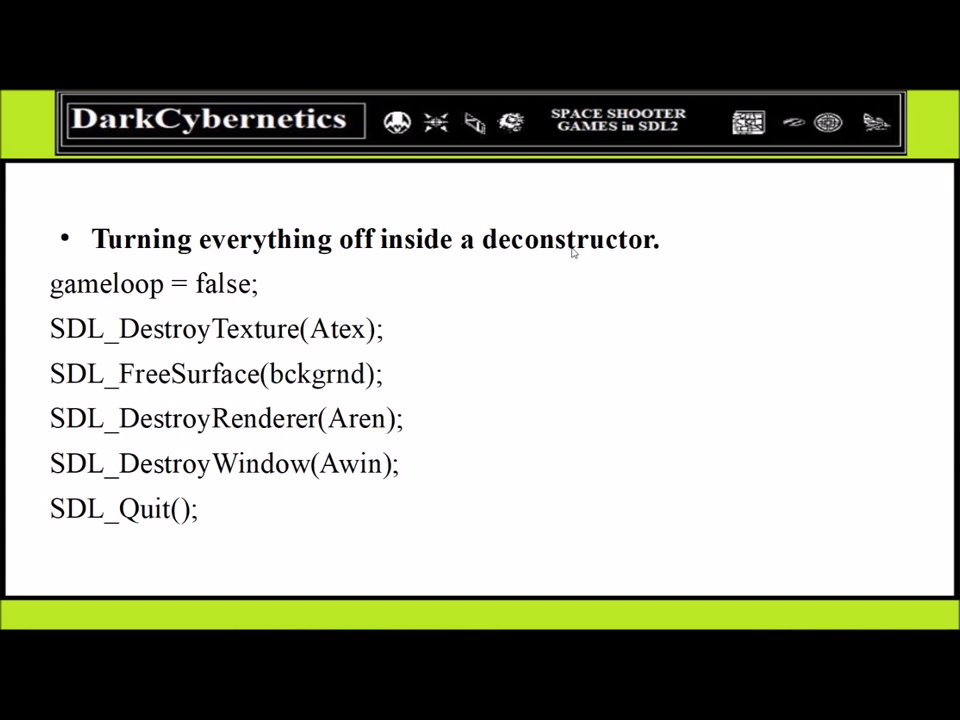 DarkCybernetics
SPACE SHOOTER
GAMES in SDL2
• Turning everything off inside a deconstructor.
gameloop = false;
SDL_DestroyTexture(Atex);
SDL_FreeSurface(bckgrnd);
SDL_DestroyRenderer(Aren);
SDL_DestroyWindow(Awin);
SDL_Quit();